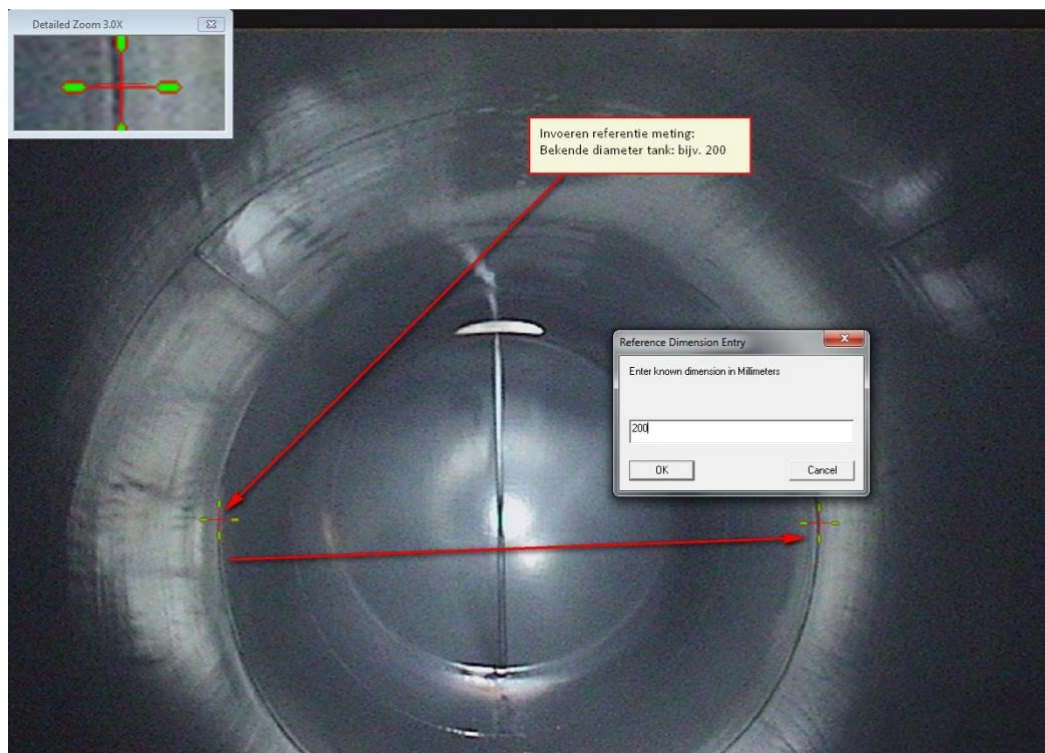 Detailed Zoom 3.0X
Invoeren referentie meting:
Bekende diameter tank: bijv. 200
Reference Dimension Entry
Enter known dimension in Millimeters
200
OK
Cancel